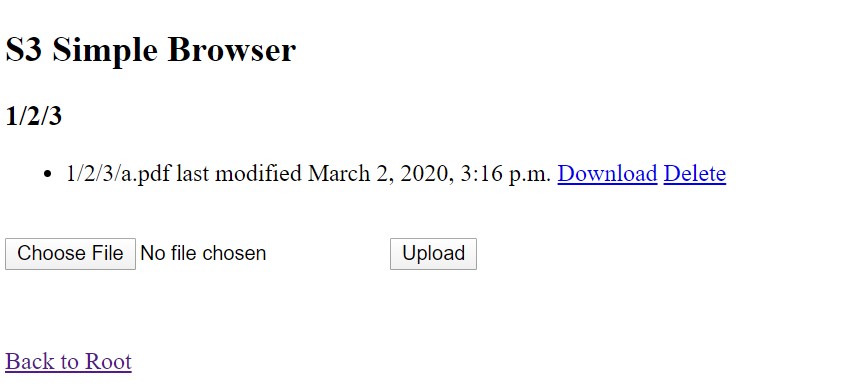 S3 Simple Browser
1/2/3
1/2/3/a.pdf last modified March 2, 2020, 3:16 p.m. Download Delete
Choose File No file chosen Upload
Back to Root